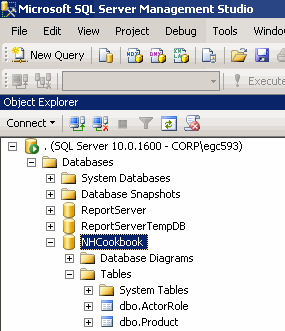 Microsoft SQL Server Management Studio
File Edit View Project Debug Tools Window
New Query
Execute
Object Explorer
Connect
. (SQL Server 10.0.1600 - CORP\egc593)
Databases
System Databases
Database Snapshots
ReportServer
ReportServerTempDB
NHCookbook
Database Diagrams
Tables
System Tables
dbo.ActorRole
dbo.Product